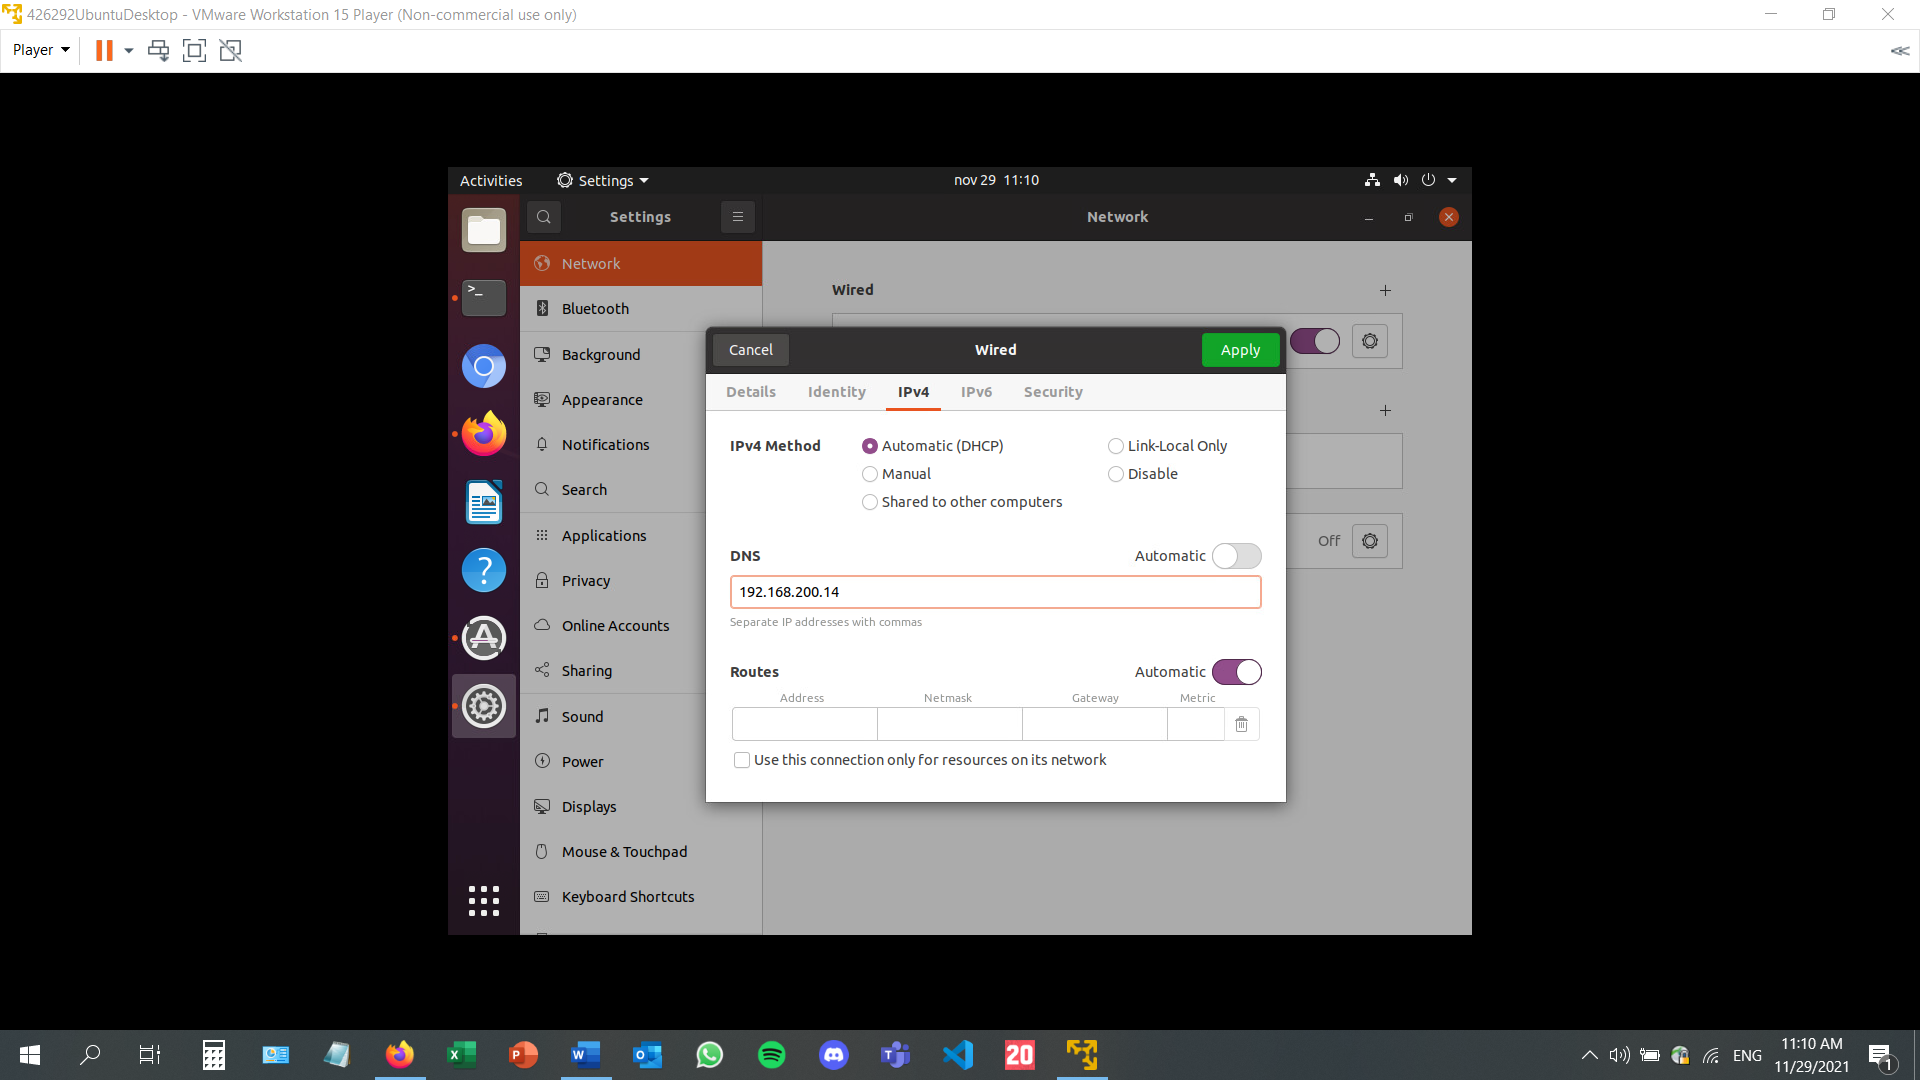 426292UbuntuDesktop - VMware Workstation 15 Player (Non-commercial use only)
Player
Activities
Settings
nov 29 11:10
Settings
Network
Network
Bluetooth
Background
Appearance
Notifications
Search
Applications
Privacy
Online Accounts
Sharing
Sound
Power
Displays
Mouse & Touchpad
Keyboard Shortcuts
Wired
Off
Cancel
Wired
Apply
Details
Identity
IPv4
IPv6
Security
IPv4 Method
Automatic (DHCP)
Link-Local Only
Manual
Disable
Shared to other computers
DNS
Automatic
192.168.200.14
Separate IP addresses with commas
Routes
Automatic
Address
Netmask
Gateway
Metric
Use this connection only for resources on its network
20
ENG
11:10 AM
11/29/2021
1